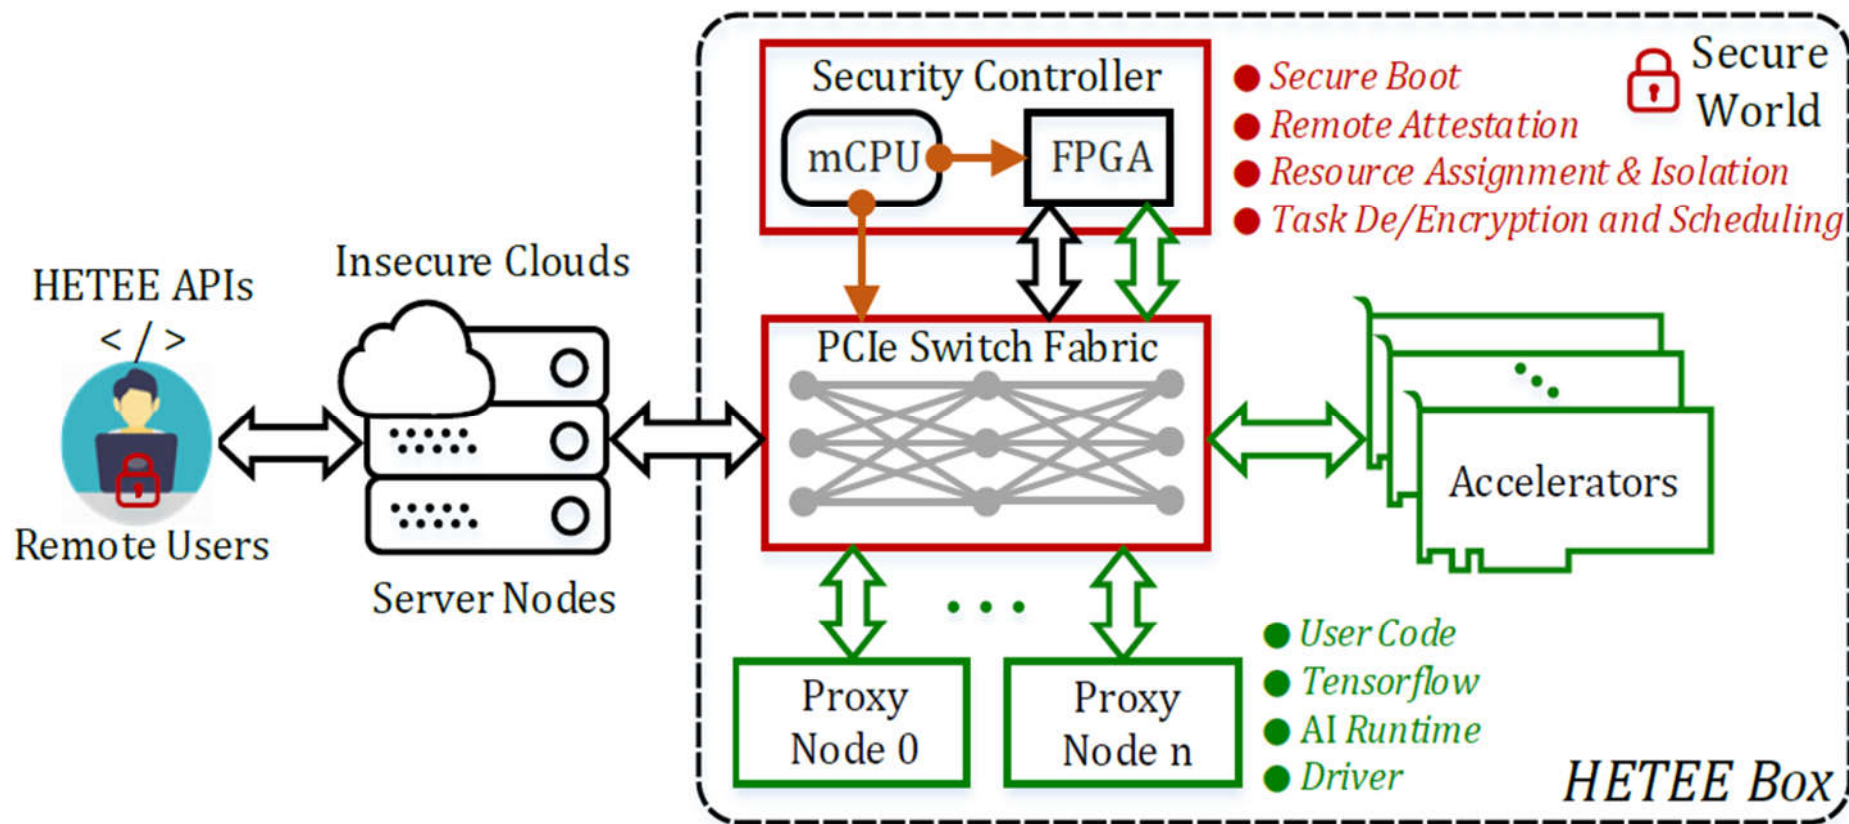 Security Controller
mCPU
FPGA
Secure Boot
Remote Attestation
Resource Assignment & Isolation
Task De/Encryption and Scheduling
Secure
World
HETEE APIs
< / >
Remote Users
Insecure Clouds
Server Nodes
PCIe Switch Fabric
Accelerators
Proxy
Node 0
Proxy
Node n
User Code
Tensorflow
AI Runtime
Driver
HETEE Box